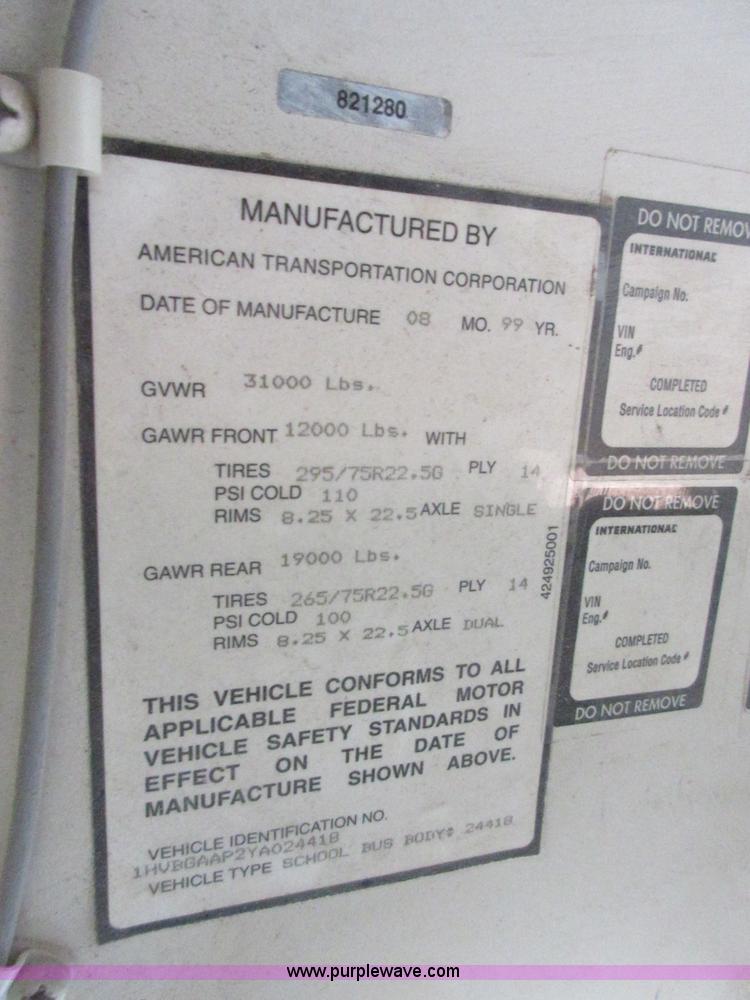 821280
MANUFACTURED BY
AMERICAN TRANSPORTATION CORPORATION
DATE OF MANUFACTURE 08 MO. 99 YR.
GVWR 31000 Lbs.
GAWR FRONT 12000 Lbs. WITH
TIRES 295/75R22.5G PLY 14
PSI COLD 110
RIMS 8.25 X 22.5 AXLE SINGLE
GAWR REAR 19000 Lbs.
TIRES 265/75R22.5G PLY 14
PSI COLD 100
RIMS 8.25 X 22.5 AXLE DUAL
THIS VEHICLE CONFORMS TO ALL
APPLICABLE FEDERAL MOTOR
VEHICLE SAFETY STANDARDS IN
EFFECT ON THE DATE OF
MANUFACTURE SHOWN ABOVE.
VEHICLE IDENTIFICATION NO.
1HVBGAAP2YA024418
VEHICLE TYPE SCHOOL BUS BODY# 24418
424925001
DO NOT REMOV
INTERNATIONAL
Campaign No.
VIN
Eng.#
COMPLETED
Service Location Code #
DO NOT REMOVE
DO NOT REMOVE
INTERNATIONAL
Campaign No.
VIN
Eng.#
COMPLETED
Service Location Code #
DO NOT REMOVE
www.purplewave.com